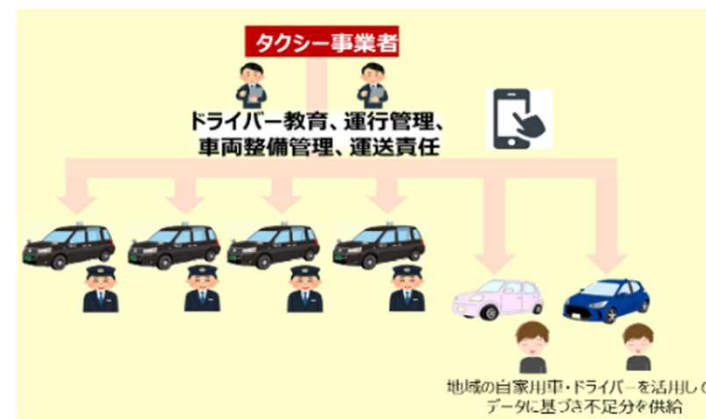 タクシー事業者
ドライバー教育、運行管理、
車両整備管理、運送責任
地域の自家用車・ドライバーを活用し
データに基づき不足分を供給